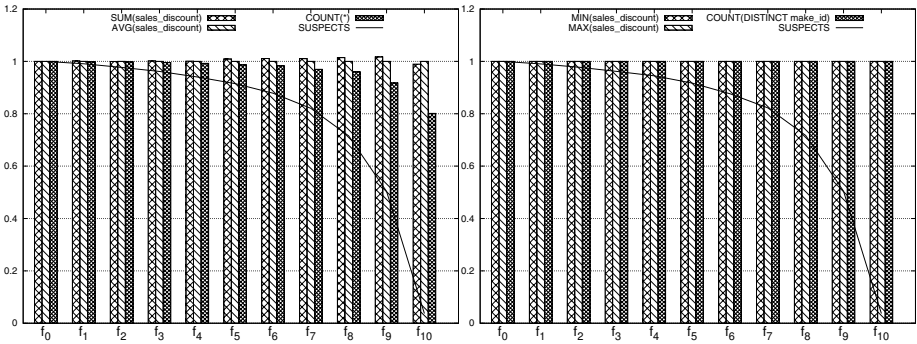 SUM(sales_discount) COUNT(*)
AVG(sales_discount) SUSPECTS
1.2
1
0.8
0.6
0.4
0.2
0
f0 f1 f2 f3 f4 f5 f6 f7 f8 f9 f10
MIN(sales_discount) COUNT(DISTINCT make_id)
MAX(sales_discount) SUSPECTS
1.2
1
0.8
0.6
0.4
0.2
0
f0 f1 f2 f3 f4 f5 f6 f7 f8 f9 f10